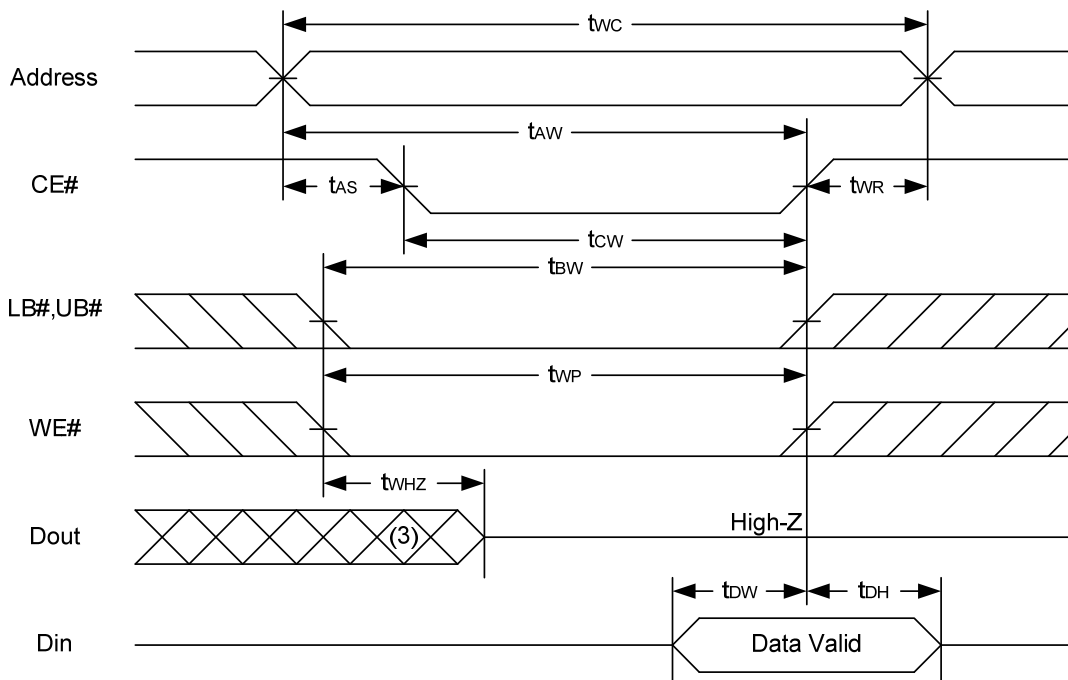 tWC
Address
tAW
CE#
tAS
tWR
tCW
tBW
LB#,UB#
tWP
WE#
tWHZ
Dout
(3)
High-Z
tDW
tDH
Din
Data Valid